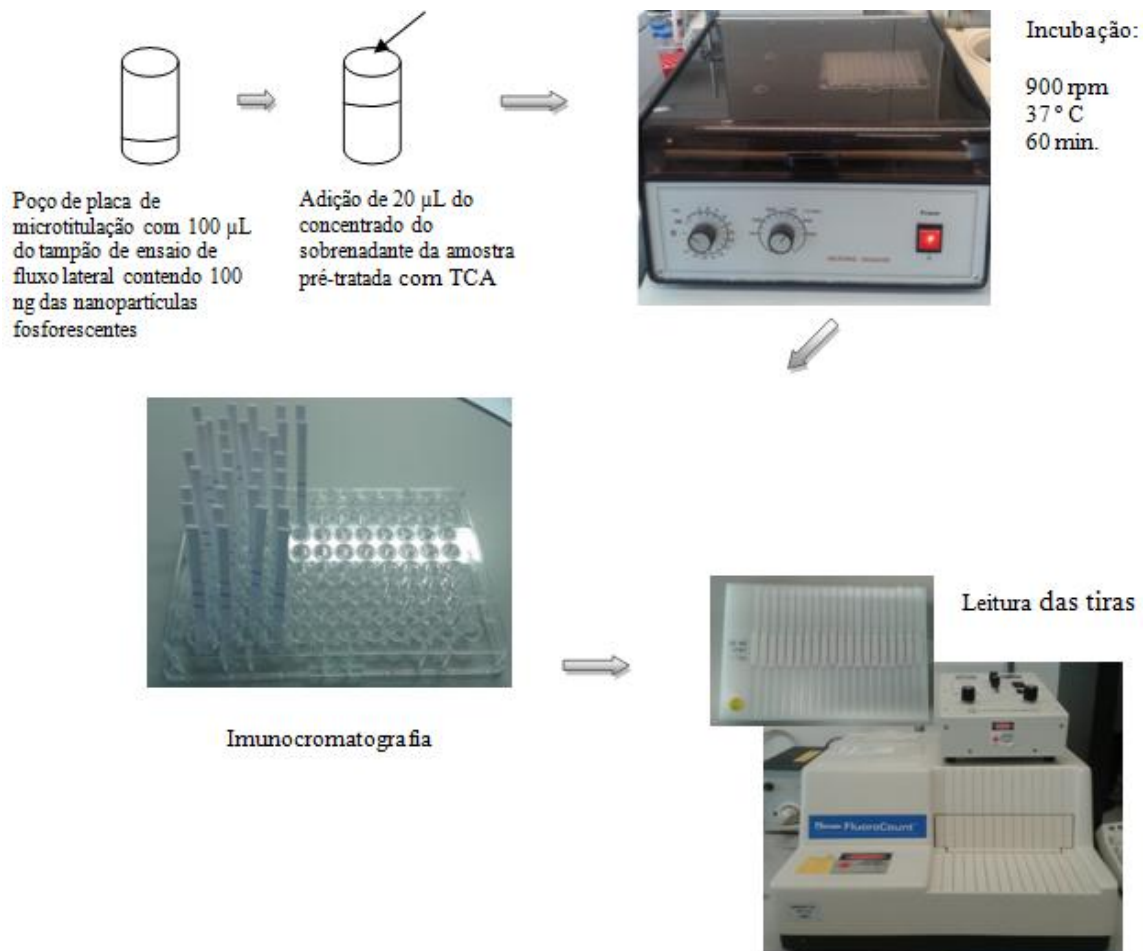 Poço de placa de
microtitulação com 100 µL
do tampão de ensaio de
fluxo lateral contendo 100
ng das nanopartículas
fosforescentes
Adição de 20 µL do
concentrado do
sobrenadante da amostra
pré-tratada com TCA
Incubação:
900 rpm
37 ° C
60 min.
Power
Imunocromatografia
Leitura das tiras
FluoroCount